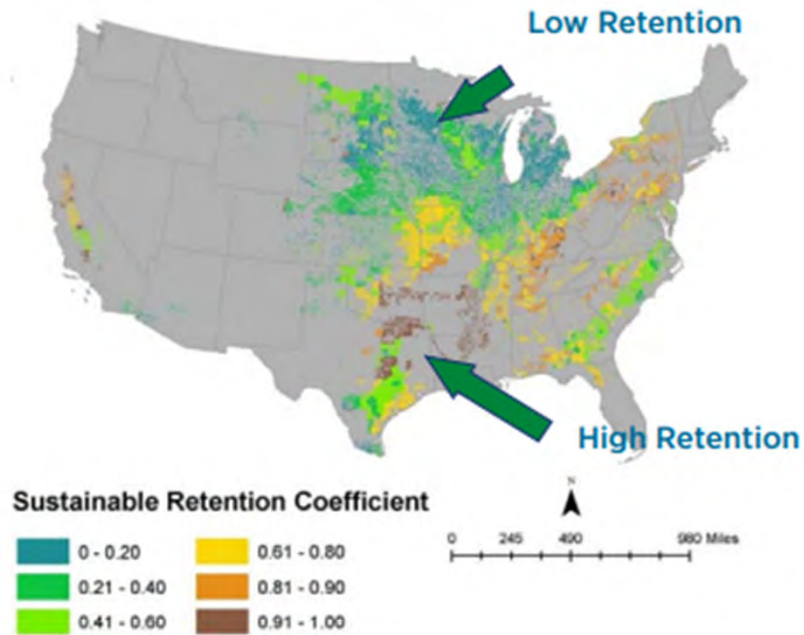 Low Retention
High Retention
N
Sustainable Retention Coefficient
0 - 0.20
0.21 - 0.40
0.41 - 0.60
0.61 - 0.80
0.81 - 0.90
0.91 - 1.00
0 245 490 980 Miles